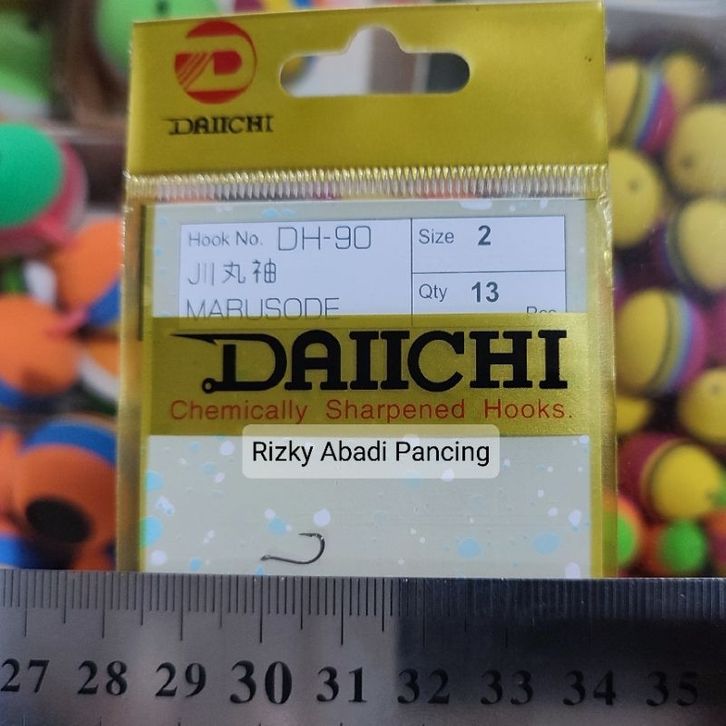 DAIICHI
Hook No. DH-90
Size 2
川丸袖
MARUSODE
Qty 13
Pcs
DAIICHI
Chemically Sharpened Hooks.
Rizky Abadi Pancing
27 28 29 30 31 32 33 34 35